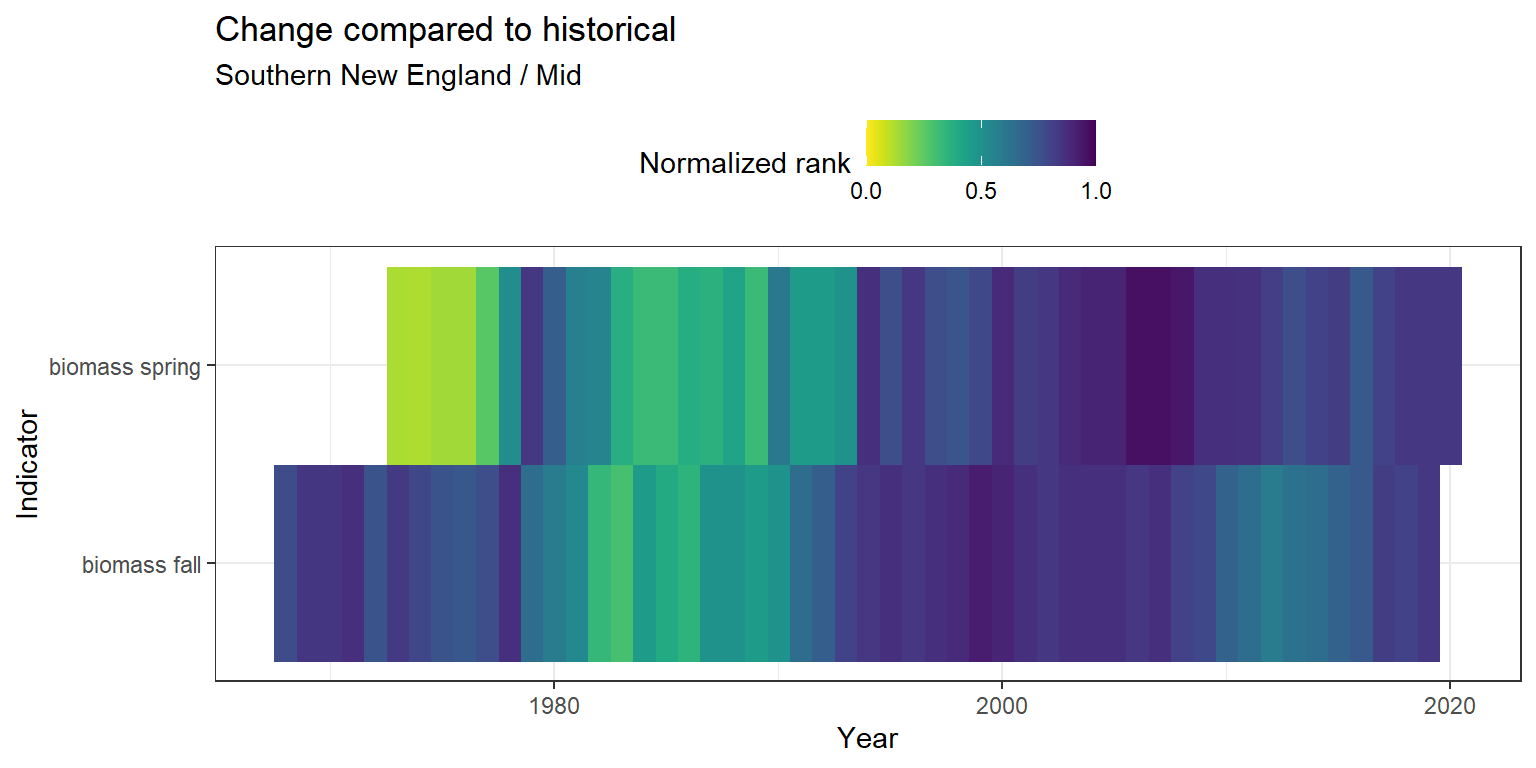 Change compared to historical
Southern New England / Mid
Normalized rank
0.0 0.5 1.0
biomass spring
biomass fall
Indicator
1980 2000 2020
Year